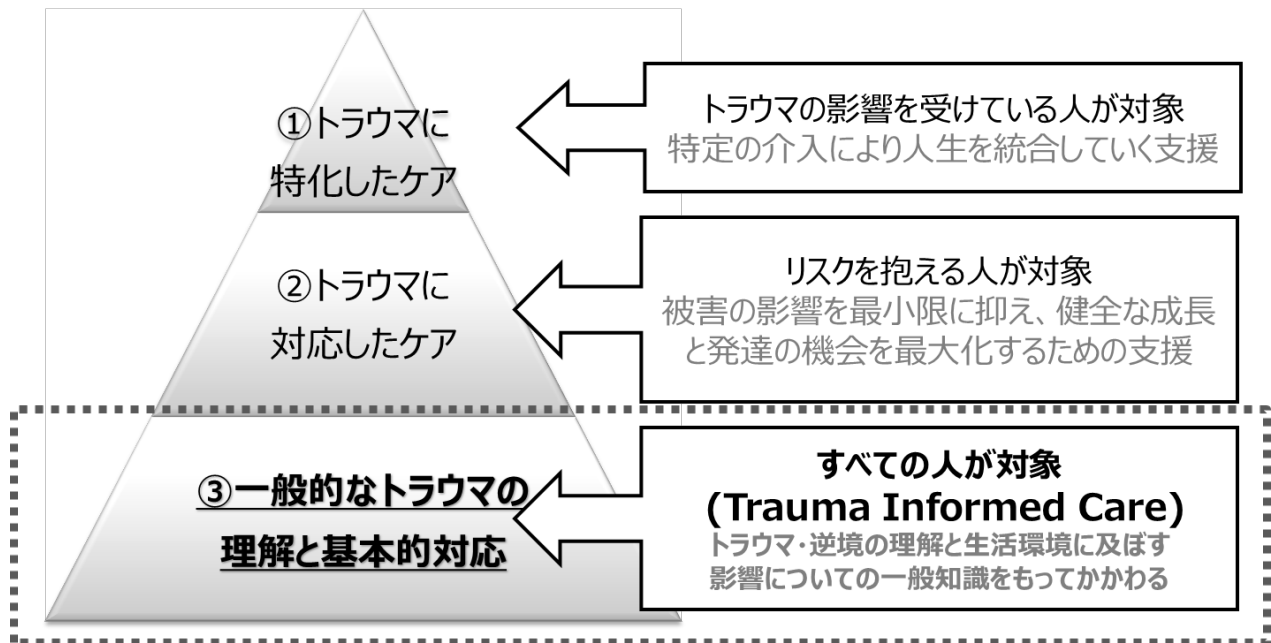 ①トラウマに
特化したケア
トラウマの影響を受けている人が対象
特定の介入により人生を統合していく支援
②トラウマに
対応したケア
リスクを抱える人が対象
被害の影響を最小限に抑え、健全な成長
と発達の機会を最大化するための支援
③一般的なトラウマの
理解と基本的対応
すべての人が対象
(Trauma Informed Care)
トラウマ・逆境の理解と生活環境に及ぼす
影響についての一般知識をもってかかわる